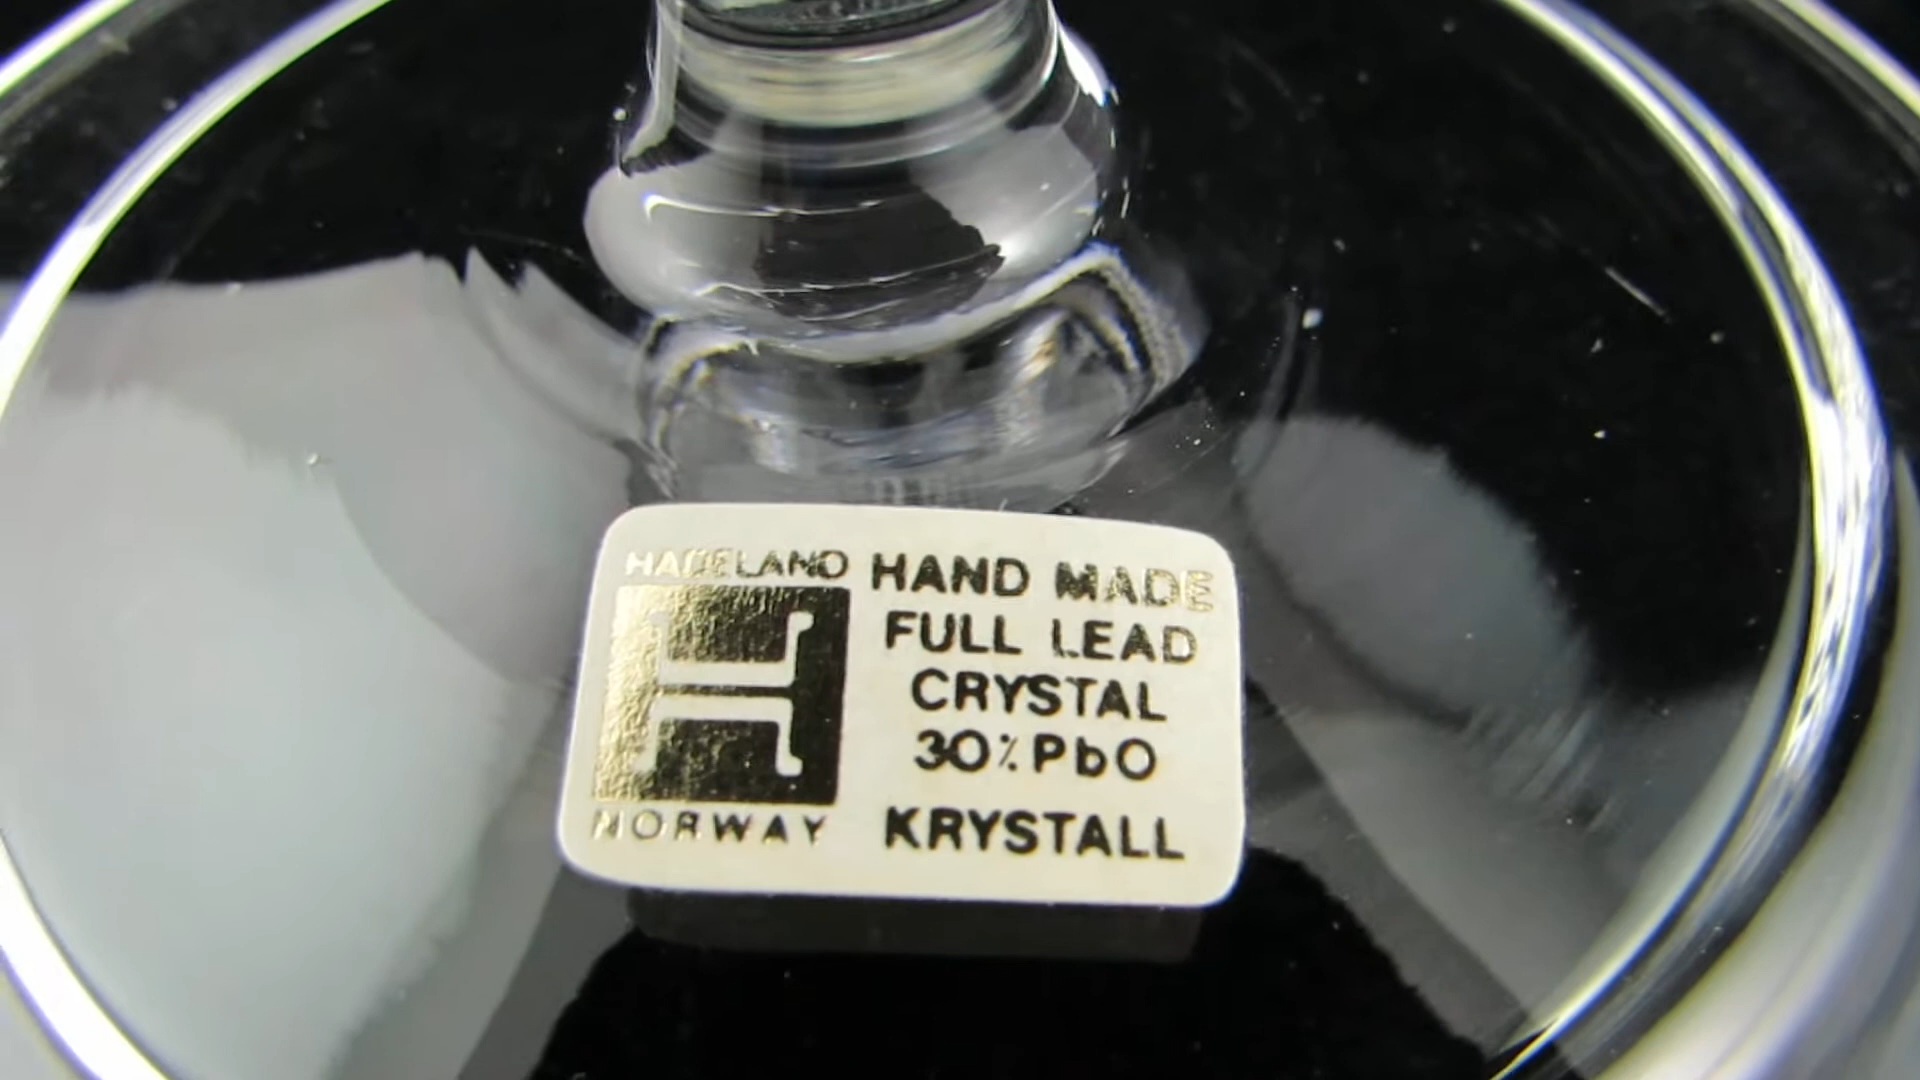 HADELAND
H
NORWAY
HAND MADE
FULL LEAD
CRYSTAL
30% PbO
KRYSTALL